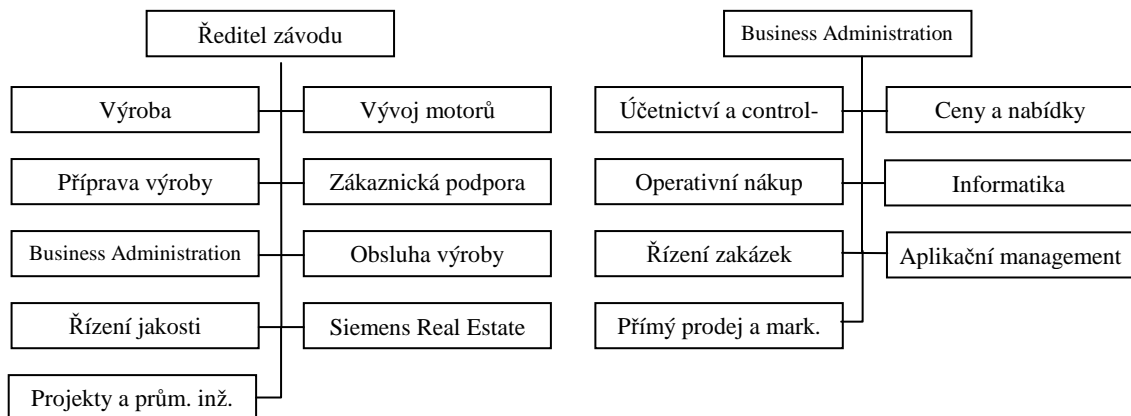 Ředitel závodu
Výroba
Vývoj motorů
Příprava výroby
Zákaznická podpora
Business Administration
Obsluha výroby
Řízení jakosti
Siemens Real Estate
Projekty a prům. inž.
Business Administration
Účetnictví a control-
Ceny a nabídky
Operativní nákup
Informatika
Řízení zakázek
Aplikační management
Přímý prodej a mark.